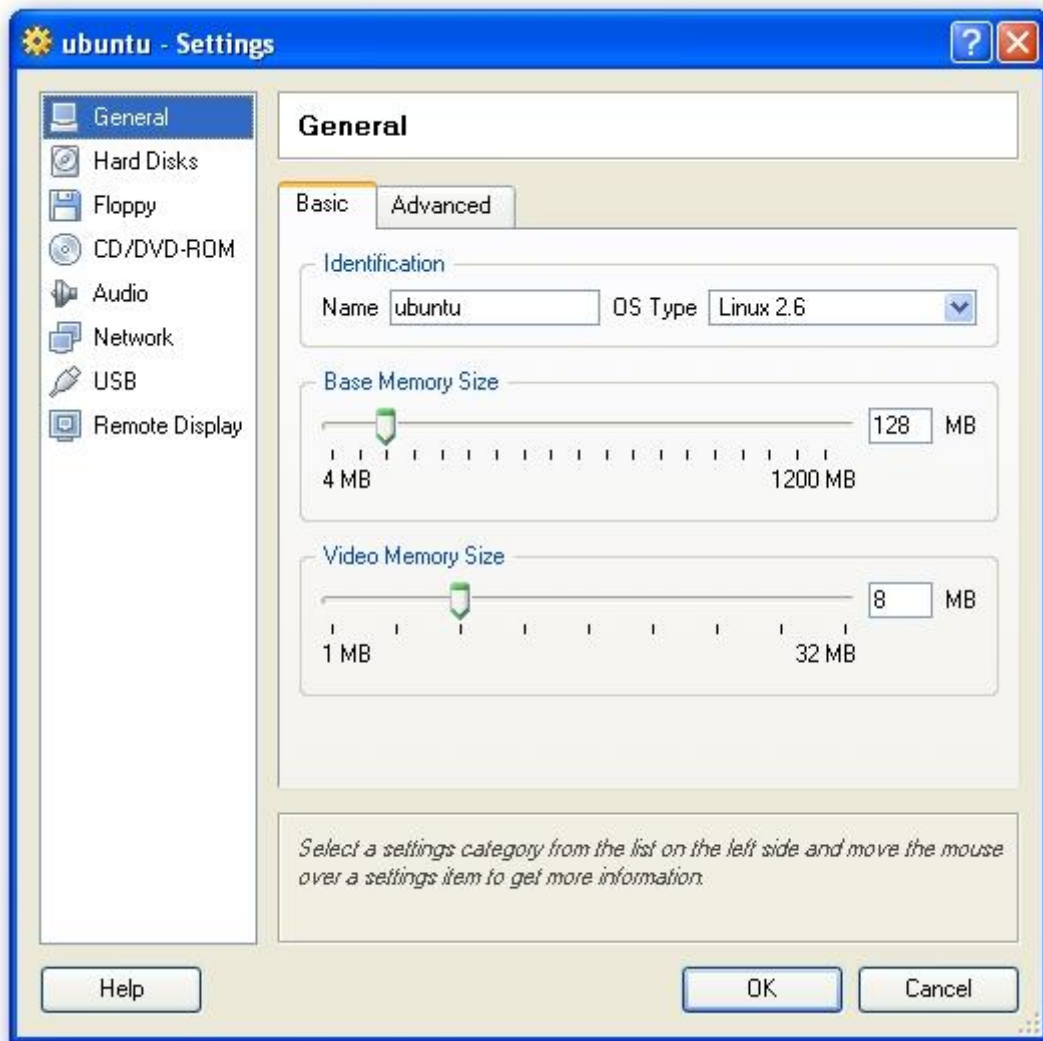 ubuntu - Settings
?
General
Hard Disks
Floppy
CD/DVD-ROM
Audio
Network
USB
Remote Display
General
Basic Advanced
Identification
Name ubuntu OS Type Linux 2.6
Base Memory Size
128 MB
4 MB 1200 MB
Video Memory Size
8 MB
1 MB 32 MB
Select a settings category from the list on the left side and move the mouse
over a settings item to get more information.
Help OK Cancel